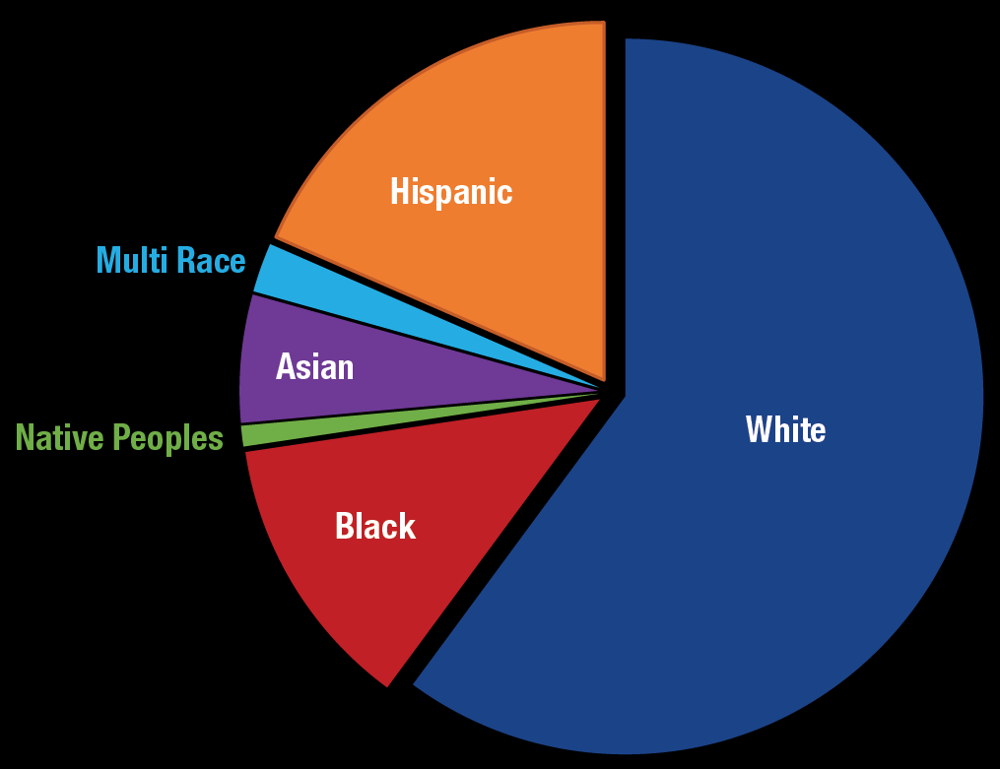 Hispanic
Multi Race
Asian
White
Native Peoples
Black